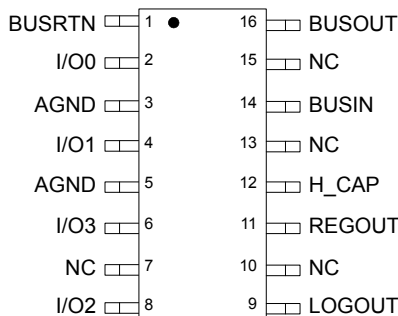 BUSRTN 1 16 BUSOUT
I/O0 2 15 NC
AGND 3 14 BUSIN
I/O1 4 13 NC
AGND 5 12 H_CAP
I/O3 6 11 REGOUT
NC 7 10 NC
I/O2 8 9 LOGOUT